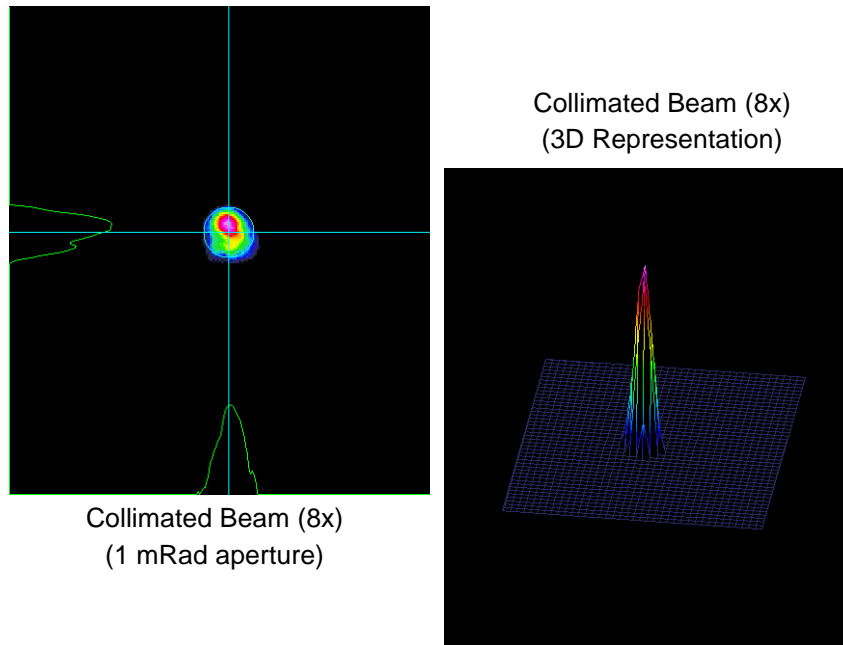 Collimated Beam (8x)
(1 mRad aperture)
Collimated Beam (8x)
(3D Representation)